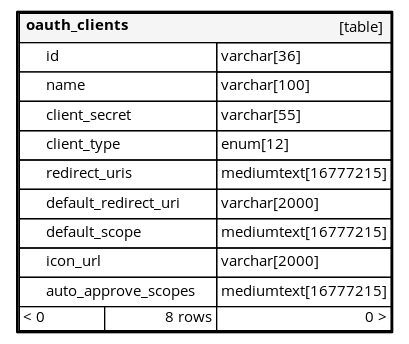 oauth_clients [table]
id varchar[36]
name varchar[100]
client_secret varchar[55]
client_type enum[12]
redirect_uris mediumtext[16777215]
default_redirect_uri varchar[2000]
default_scope mediumtext[16777215]
icon_url varchar[2000]
auto_approve_scopes mediumtext[16777215]
< 0 8 rows 0 >